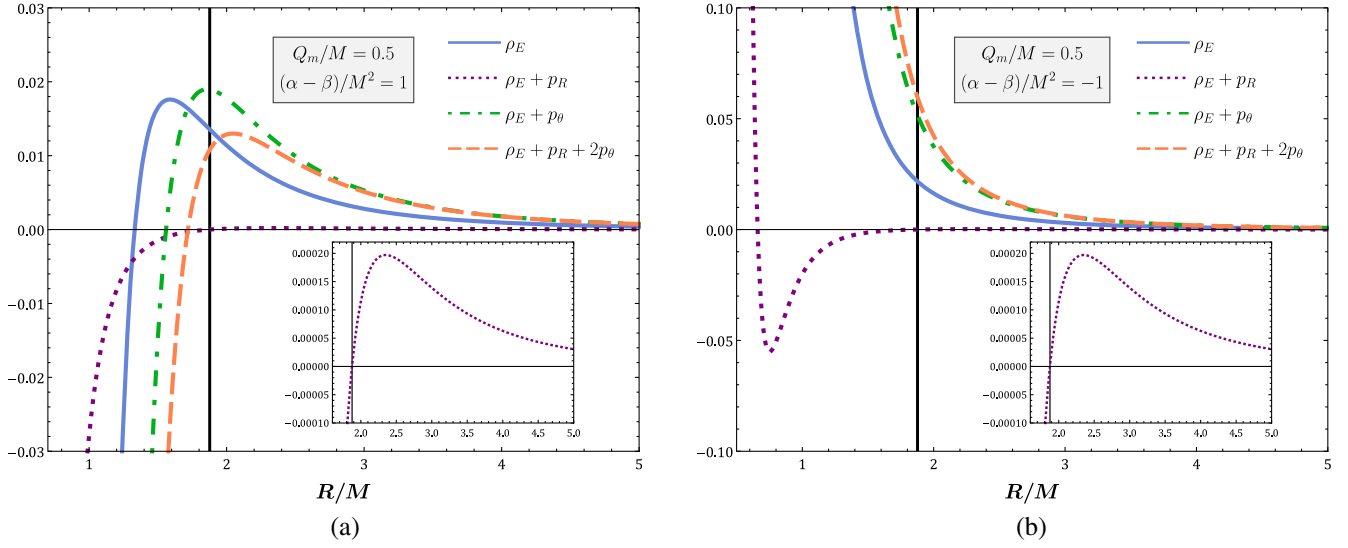 0.03
0.02
0.01
0.00
−0.01
−0.02
−0.03
Q_m/M = 0.5
(α − β)/M² = 1
ρ_E
ρ_E + p_R
ρ_E + p_θ
ρ_E + p_R + 2p_θ
0.00020
0.00015
0.00010
0.00005
0.00000
−0.00005
−0.00010
2.0 2.5 3.0 3.5 4.0 4.5 5.0
1 2 3 4 5
R/M
(a)
0.10
0.05
0.00
−0.05
−0.10
Q_m/M = 0.5
(α − β)/M² = −1
ρ_E
ρ_E + p_R
ρ_E + p_θ
ρ_E + p_R + 2p_θ
0.00020
0.00015
0.00010
0.00005
0.00000
−0.00005
−0.00010
2.0 2.5 3.0 3.5 4.0 4.5 5.0
1 2 3 4 5
R/M
(b)